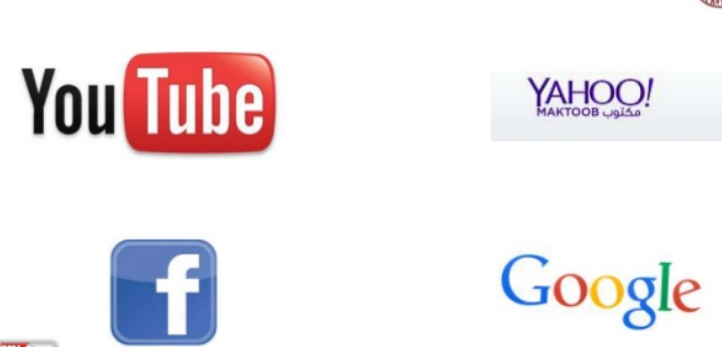 YouTube
YAHOO!
MAKTOOB مكتوب
f
Google